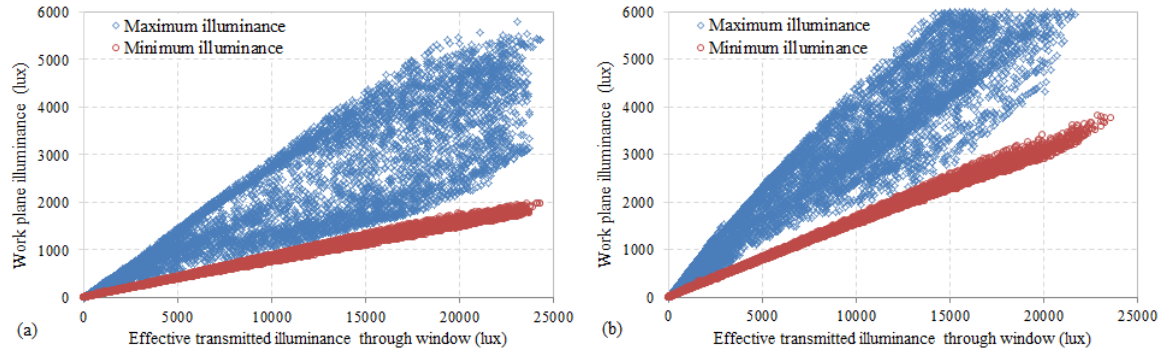 6000
5000
4000
3000
2000
1000
0
Work plane illuminance (lux)
Maximum illuminance
Minimum illuminance
0 5000 10000 15000 20000 25000
(a) Effective transmitted illuminance through window (lux)
6000
5000
4000
3000
2000
1000
0
Work plane illuminance (lux)
Maximum illuminance
Minimum illuminance
0 5000 10000 15000 20000 25000
(b) Effective transmitted illuminance through window (lux)